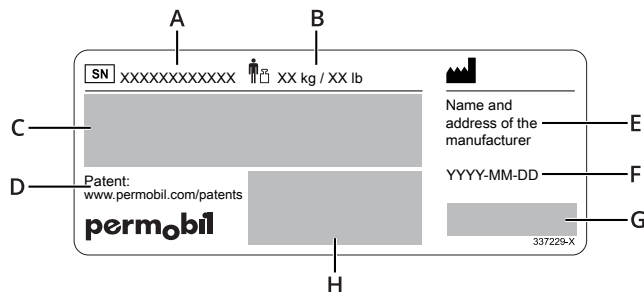 A
B
SN XXXXXXXXXXXX XX kg / XX lb
C
Name and
address of the
manufacturer
E
D
Patent:
www.permobil.com/patents
YYYY-MM-DD
F
permobil
G
337229-X
H